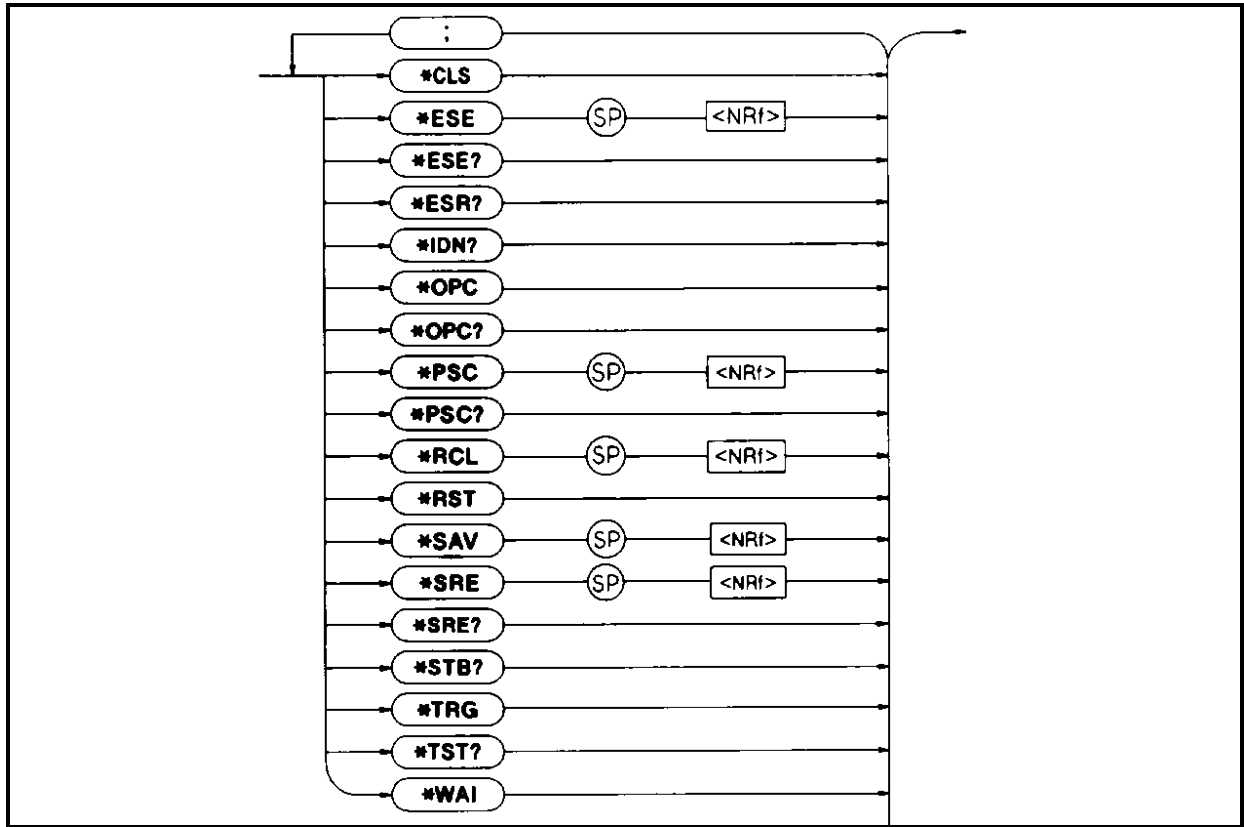 ;
*CLS
*ESE SP <NRf>
*ESE?
*ESR?
*IDN?
*OPC
*OPC?
*PSC SP <NRf>
*PSC?
*RCL SP <NRf>
*RST
*SAV SP <NRf>
*SRE SP <NRf>
*SRE?
*STB?
*TRG
*TST?
*WAI